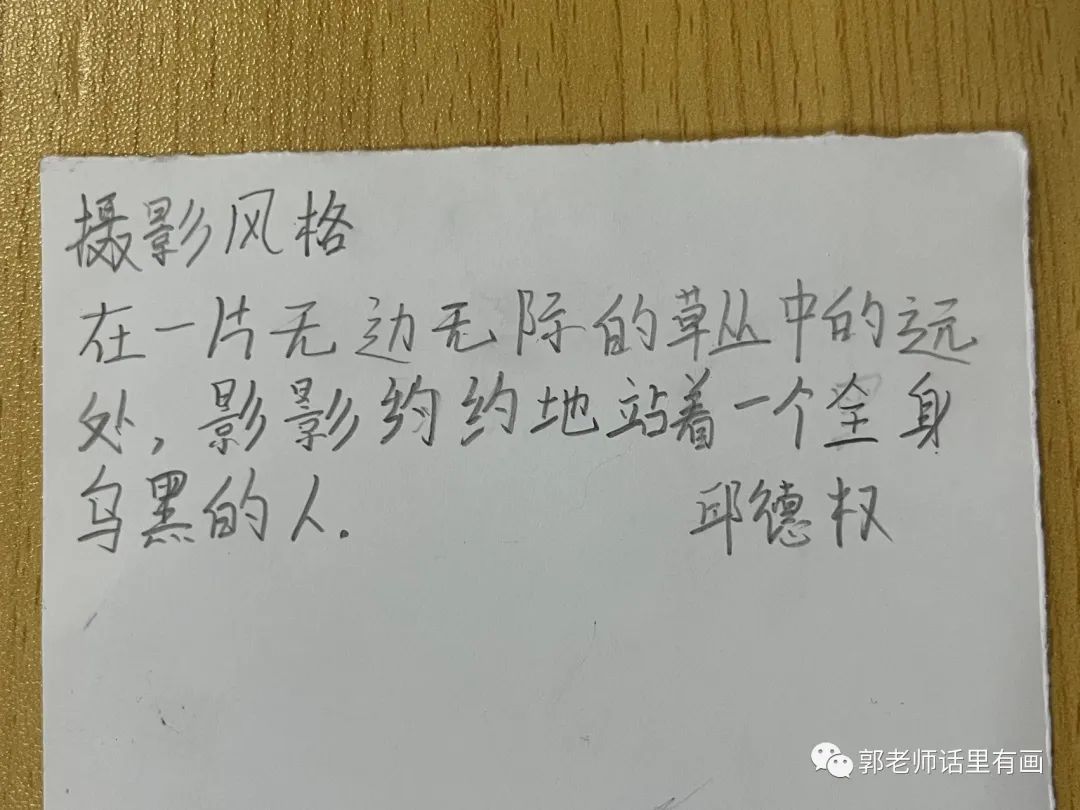 摄影风格
在一片无边无际的草丛中的远
处,影影约约地站着一个全身
乌黑的人.
邱德权
郭老师话里有画